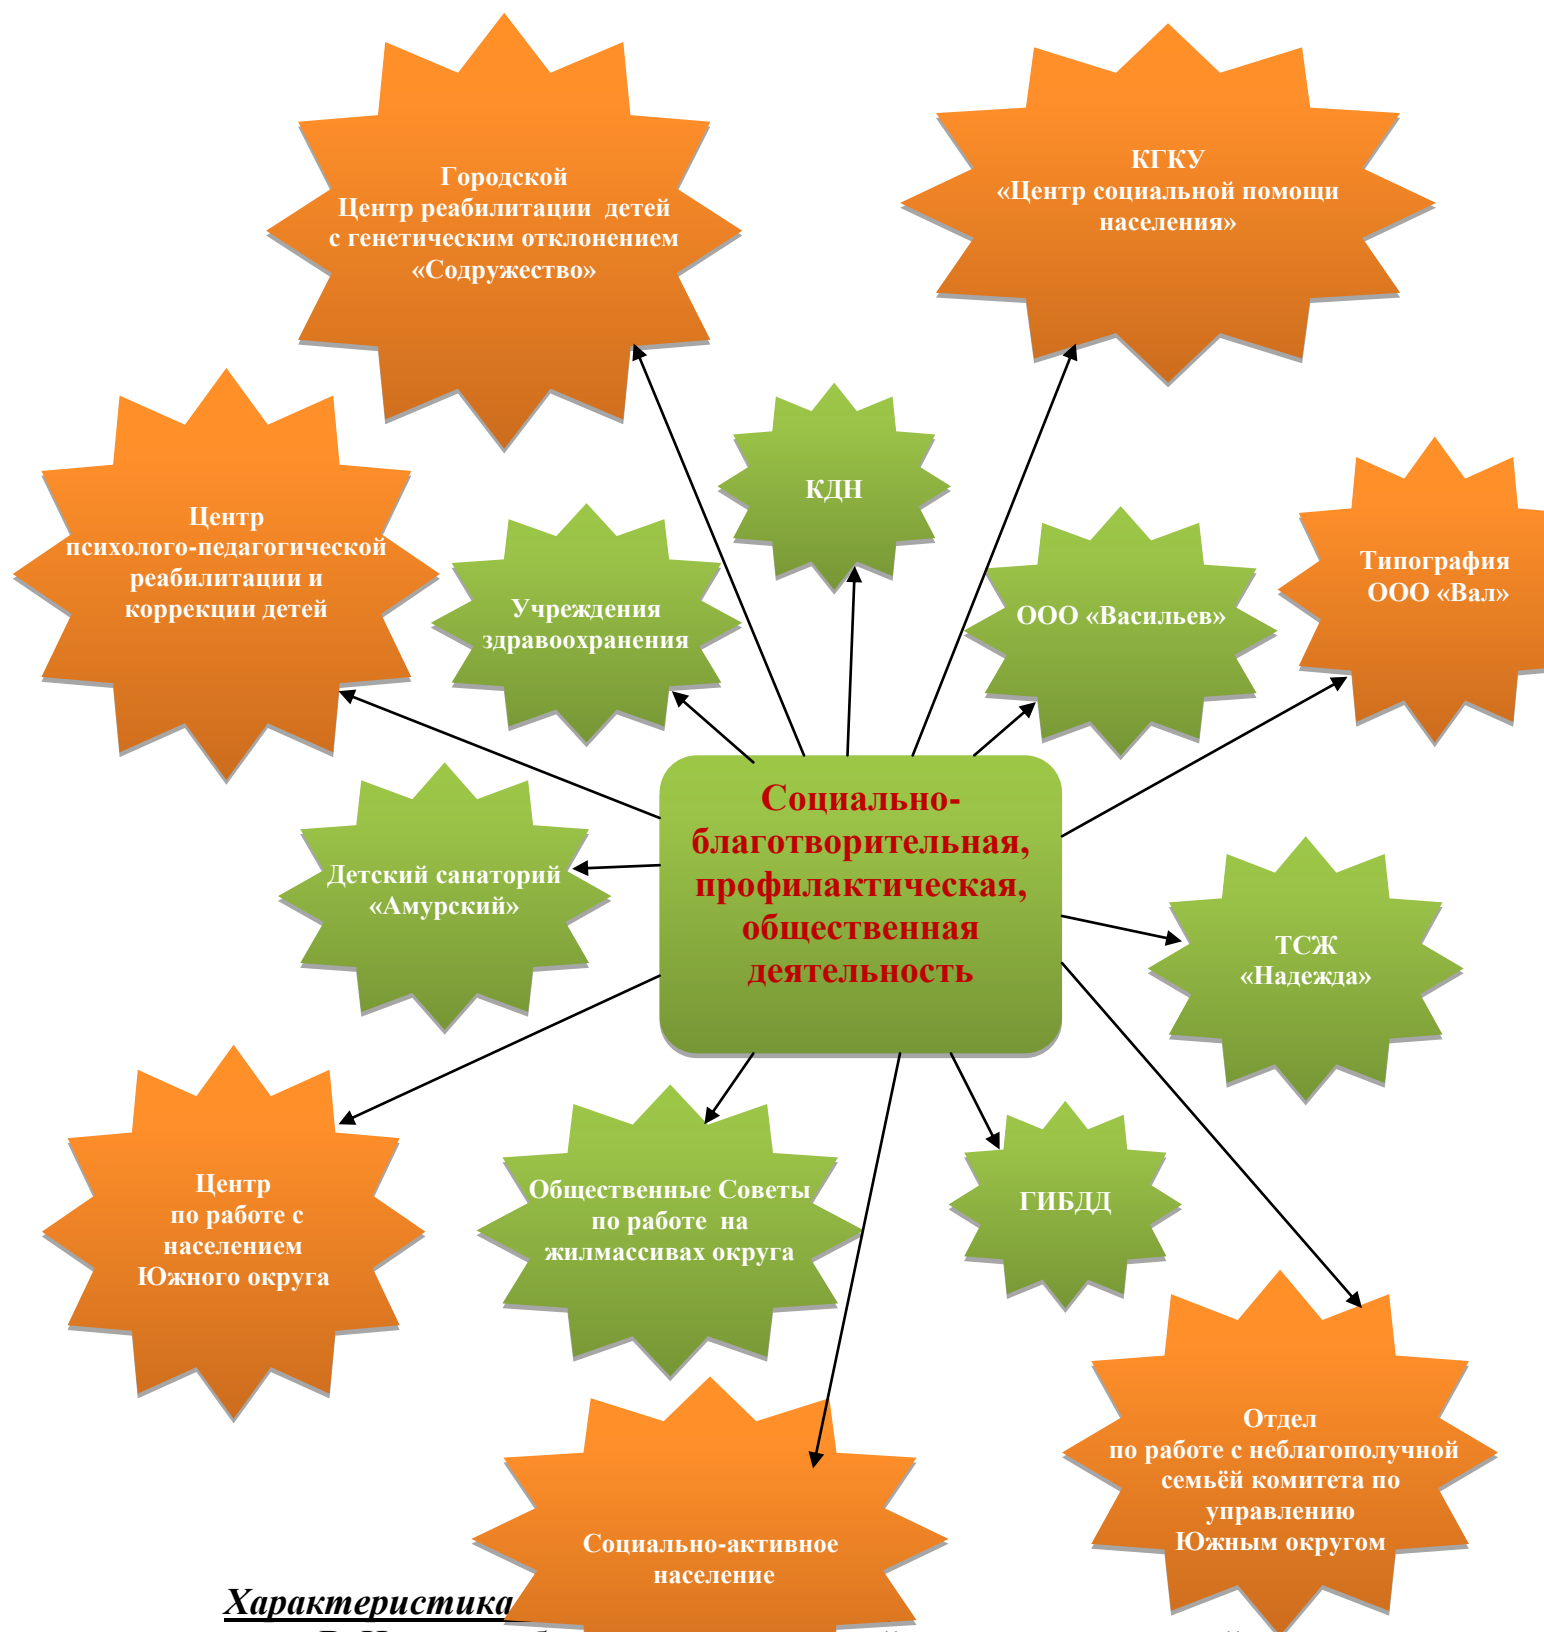 Городской
Центр реабилитации детей
с генетическим отклонением
«Содружество»
КГКУ
«Центр социальной помощи
населения»
КДН
Центр
психолого-педагогической
реабилитации и
коррекции детей
Учреждения
здравоохранения
ООО «Васильев»
Типография
ООО «Вал»
Социально-
благотворительная,
профилактическая,
общественная
деятельность
Детский санаторий
«Амурский»
ТСЖ
«Надежда»
Центр
по работе с
населением
Южного округа
Общественные Советы
по работе на
жилмассивах округа
ГИБДД
Отдел
по работе с неблагополучной
семьёй комитета по
управлению
Южным округом
Социально-активное
население
Характеристика